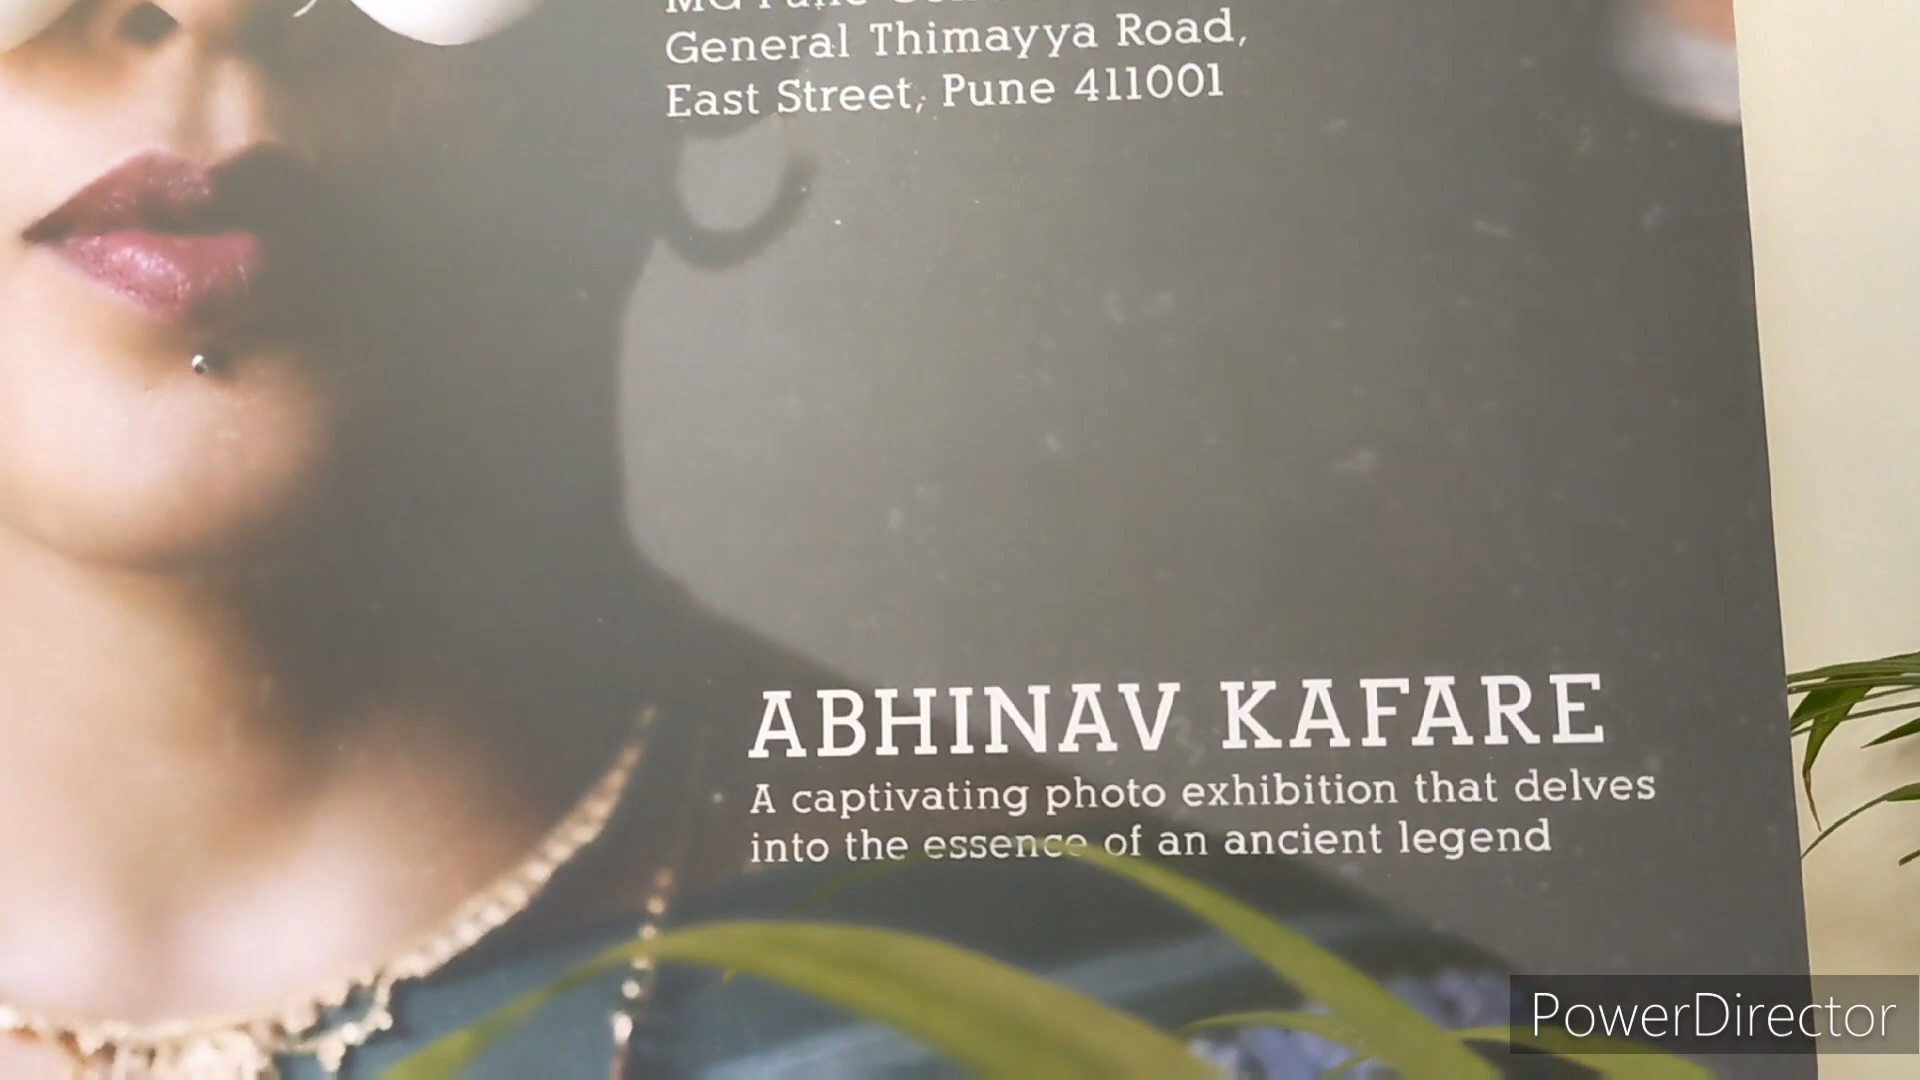 General Thimayya Road,
East Street, Pune 411001
ABHINAV KAFARE
A captivating photo exhibition that delves
into the essence of an ancient legend
PowerDirector